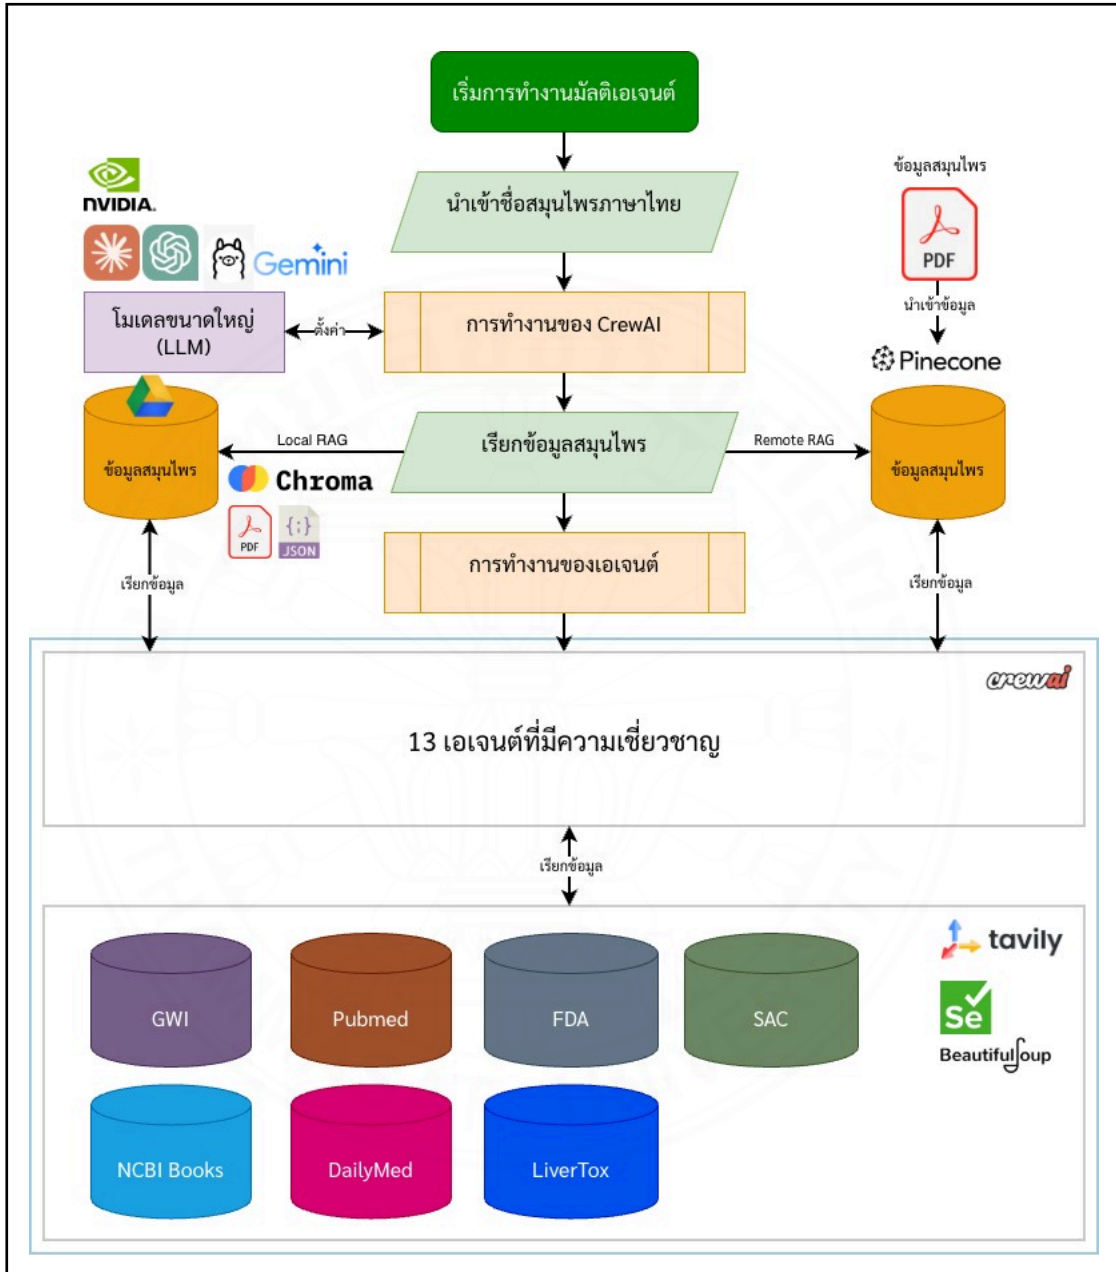 เริ่มการทำงานมัลติเอเจนต์
นำเข้าชื่อสมุนไพรภาษาไทย
NVIDIA.
Gemini
ข้อมูลสมุนไพร
PDF
นำเข้าข้อมูล
Pinecone
โมเดลขนาดใหญ่
(LLM)
ตั้งค่า
การทำงานของ CrewAI
ข้อมูลสมุนไพร
Local RAG
เรียกข้อมูลสมุนไพร
Remote RAG
ข้อมูลสมุนไพร
Chroma
PDF
{;}
JSON
การทำงานของเอเจนต์
เรียกข้อมูล
เรียกข้อมูล
crewai
13 เอเจนต์ที่มีความเชี่ยวชาญ
เรียกข้อมูล
GWI
Pubmed
FDA
SAC
tavily
Se
BeautifulSoup
NCBI Books
DailyMed
LiverTox